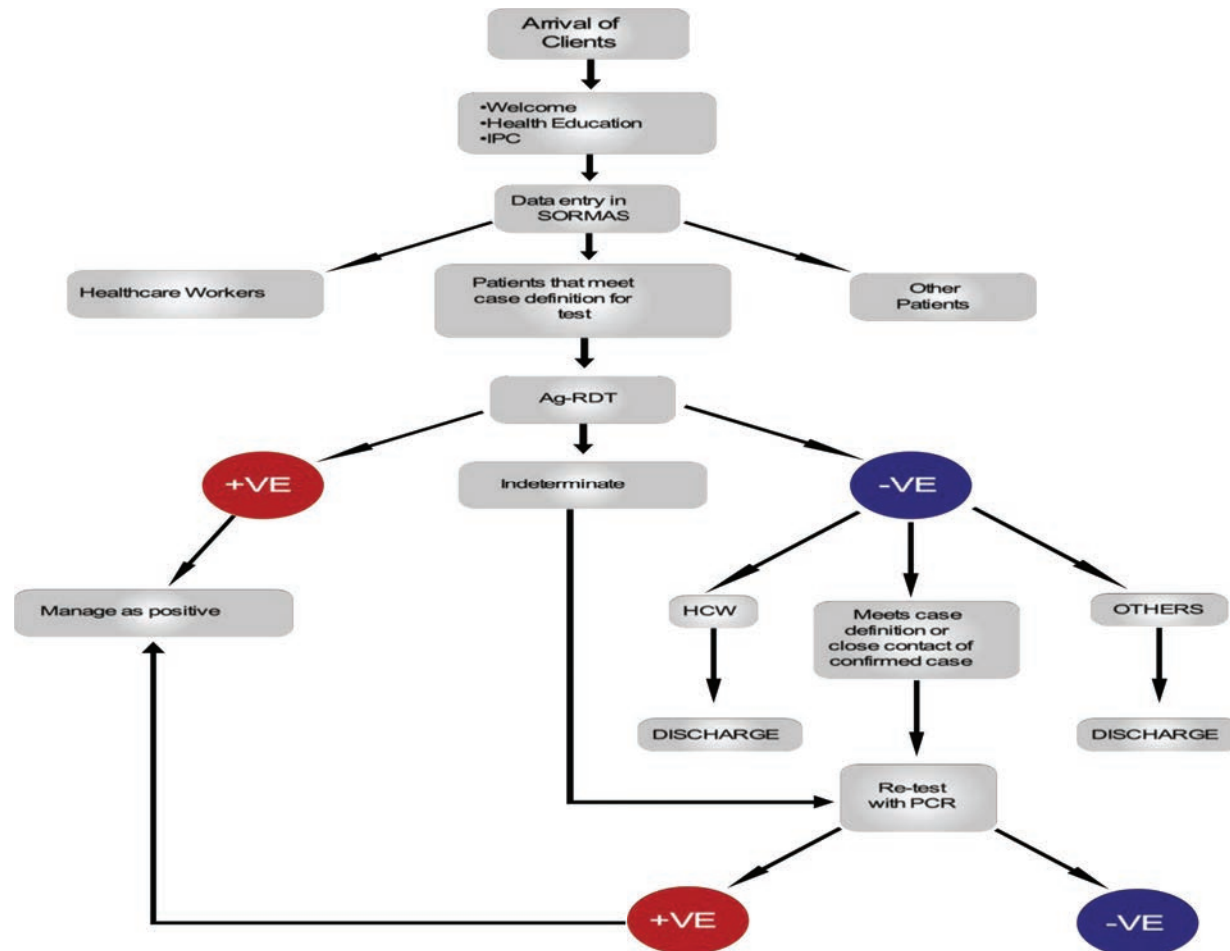 Arrival of
Clients
•Welcome
•Health Education
•IPC
Data entry in
SORMAS
Healthcare Workers
Patients that meet
case definition for
test
Other
Patients
Ag-RDT
+VE
Indeterminate
-VE
Manage as positive
HCW
Meets case
definition or
close contact of
confirmed case
OTHERS
DISCHARGE
DISCHARGE
Re-test
with PCR
+VE
-VE